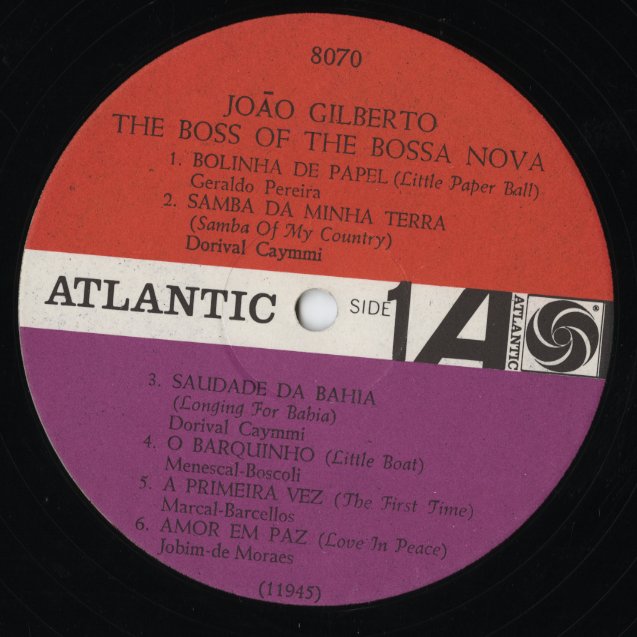 8070
JOÃO GILBERTO
THE BOSS OF THE BOSSA NOVA
1. BOLINHA DE PAPEL (Little Paper Ball)
Geraldo Pereira
2. SAMBA DA MINHA TERRA
(Samba Of My Country)
Dorival Caymmi
ATLANTIC SIDE 1 A ATLANTIC ®
3. SAUDADE DA BAHIA
(Longing For Bahia)
Dorival Caymmi
4. O BARQUINHO (Little Boat)
Menescal-Boscoli
5. A PRIMEIRA VEZ (The First Time)
Marcal-Barcellos
6. AMOR EM PAZ (Love In Peace)
Jobim-de Moraes
(11945)